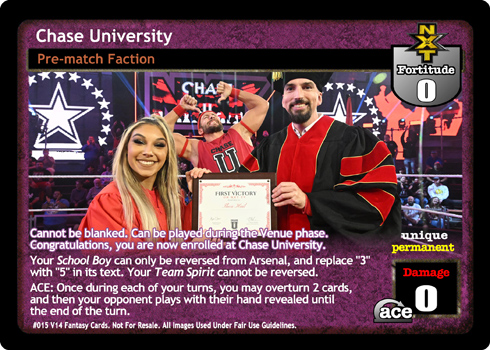 Chase University
NXT
Pre-match Faction
Fortitude
0
CHASE
CHASE
U
FIRST VICTORY
Cannot be blanked. Can be played during the Venue phase.
Congratulations, you are now enrolled at Chase University.
Your School Boy can only be reversed from Arsenal, and replace "3"
with "5" in its text. Your Team Spirit cannot be reversed.
ACE: Once during each of your turns, you may overturn 2 cards,
and then your opponent plays with their hand revealed until
the end of the turn.
unique
permanent
Damage
0
ace
#015 V14 Fantasy Cards. Not For Resale. All Images Used Under Fair Use Guidelines.